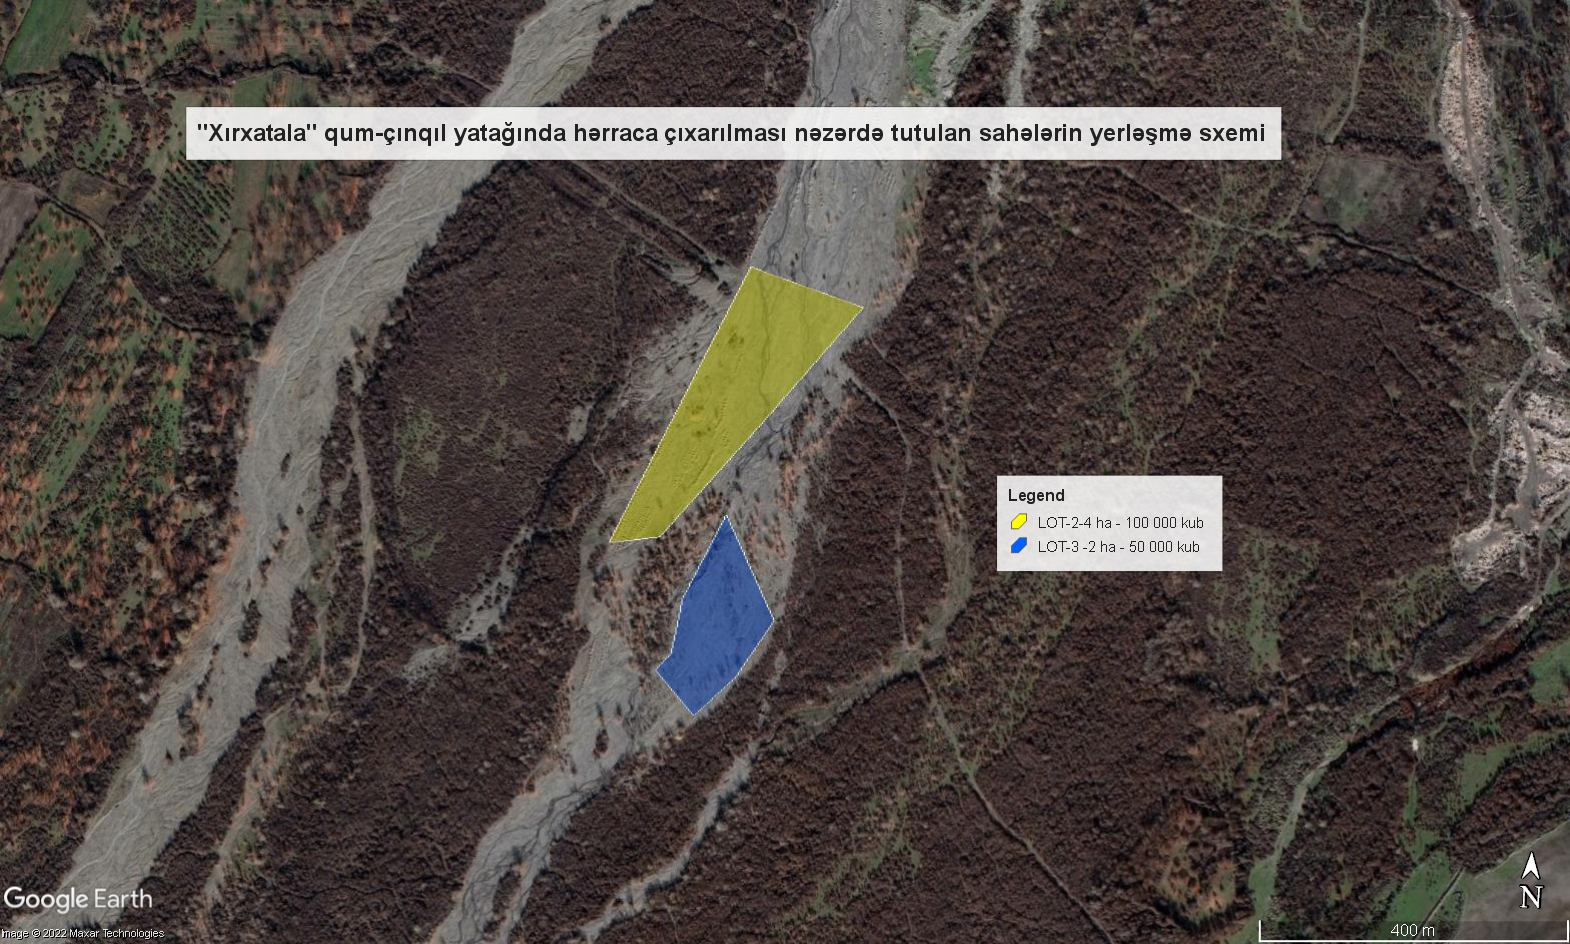 "Xırxatala" qum-çınqıl yatağında hərraca çıxarılması nəzərdə tutulan sahələrin yerləşmə sxemi
Legend
LOT-2-4 ha - 100 000 kub
LOT-3 -2 ha - 50 000 kub
Google Earth
N
400 m
mage © 2022 Maxar Technologies